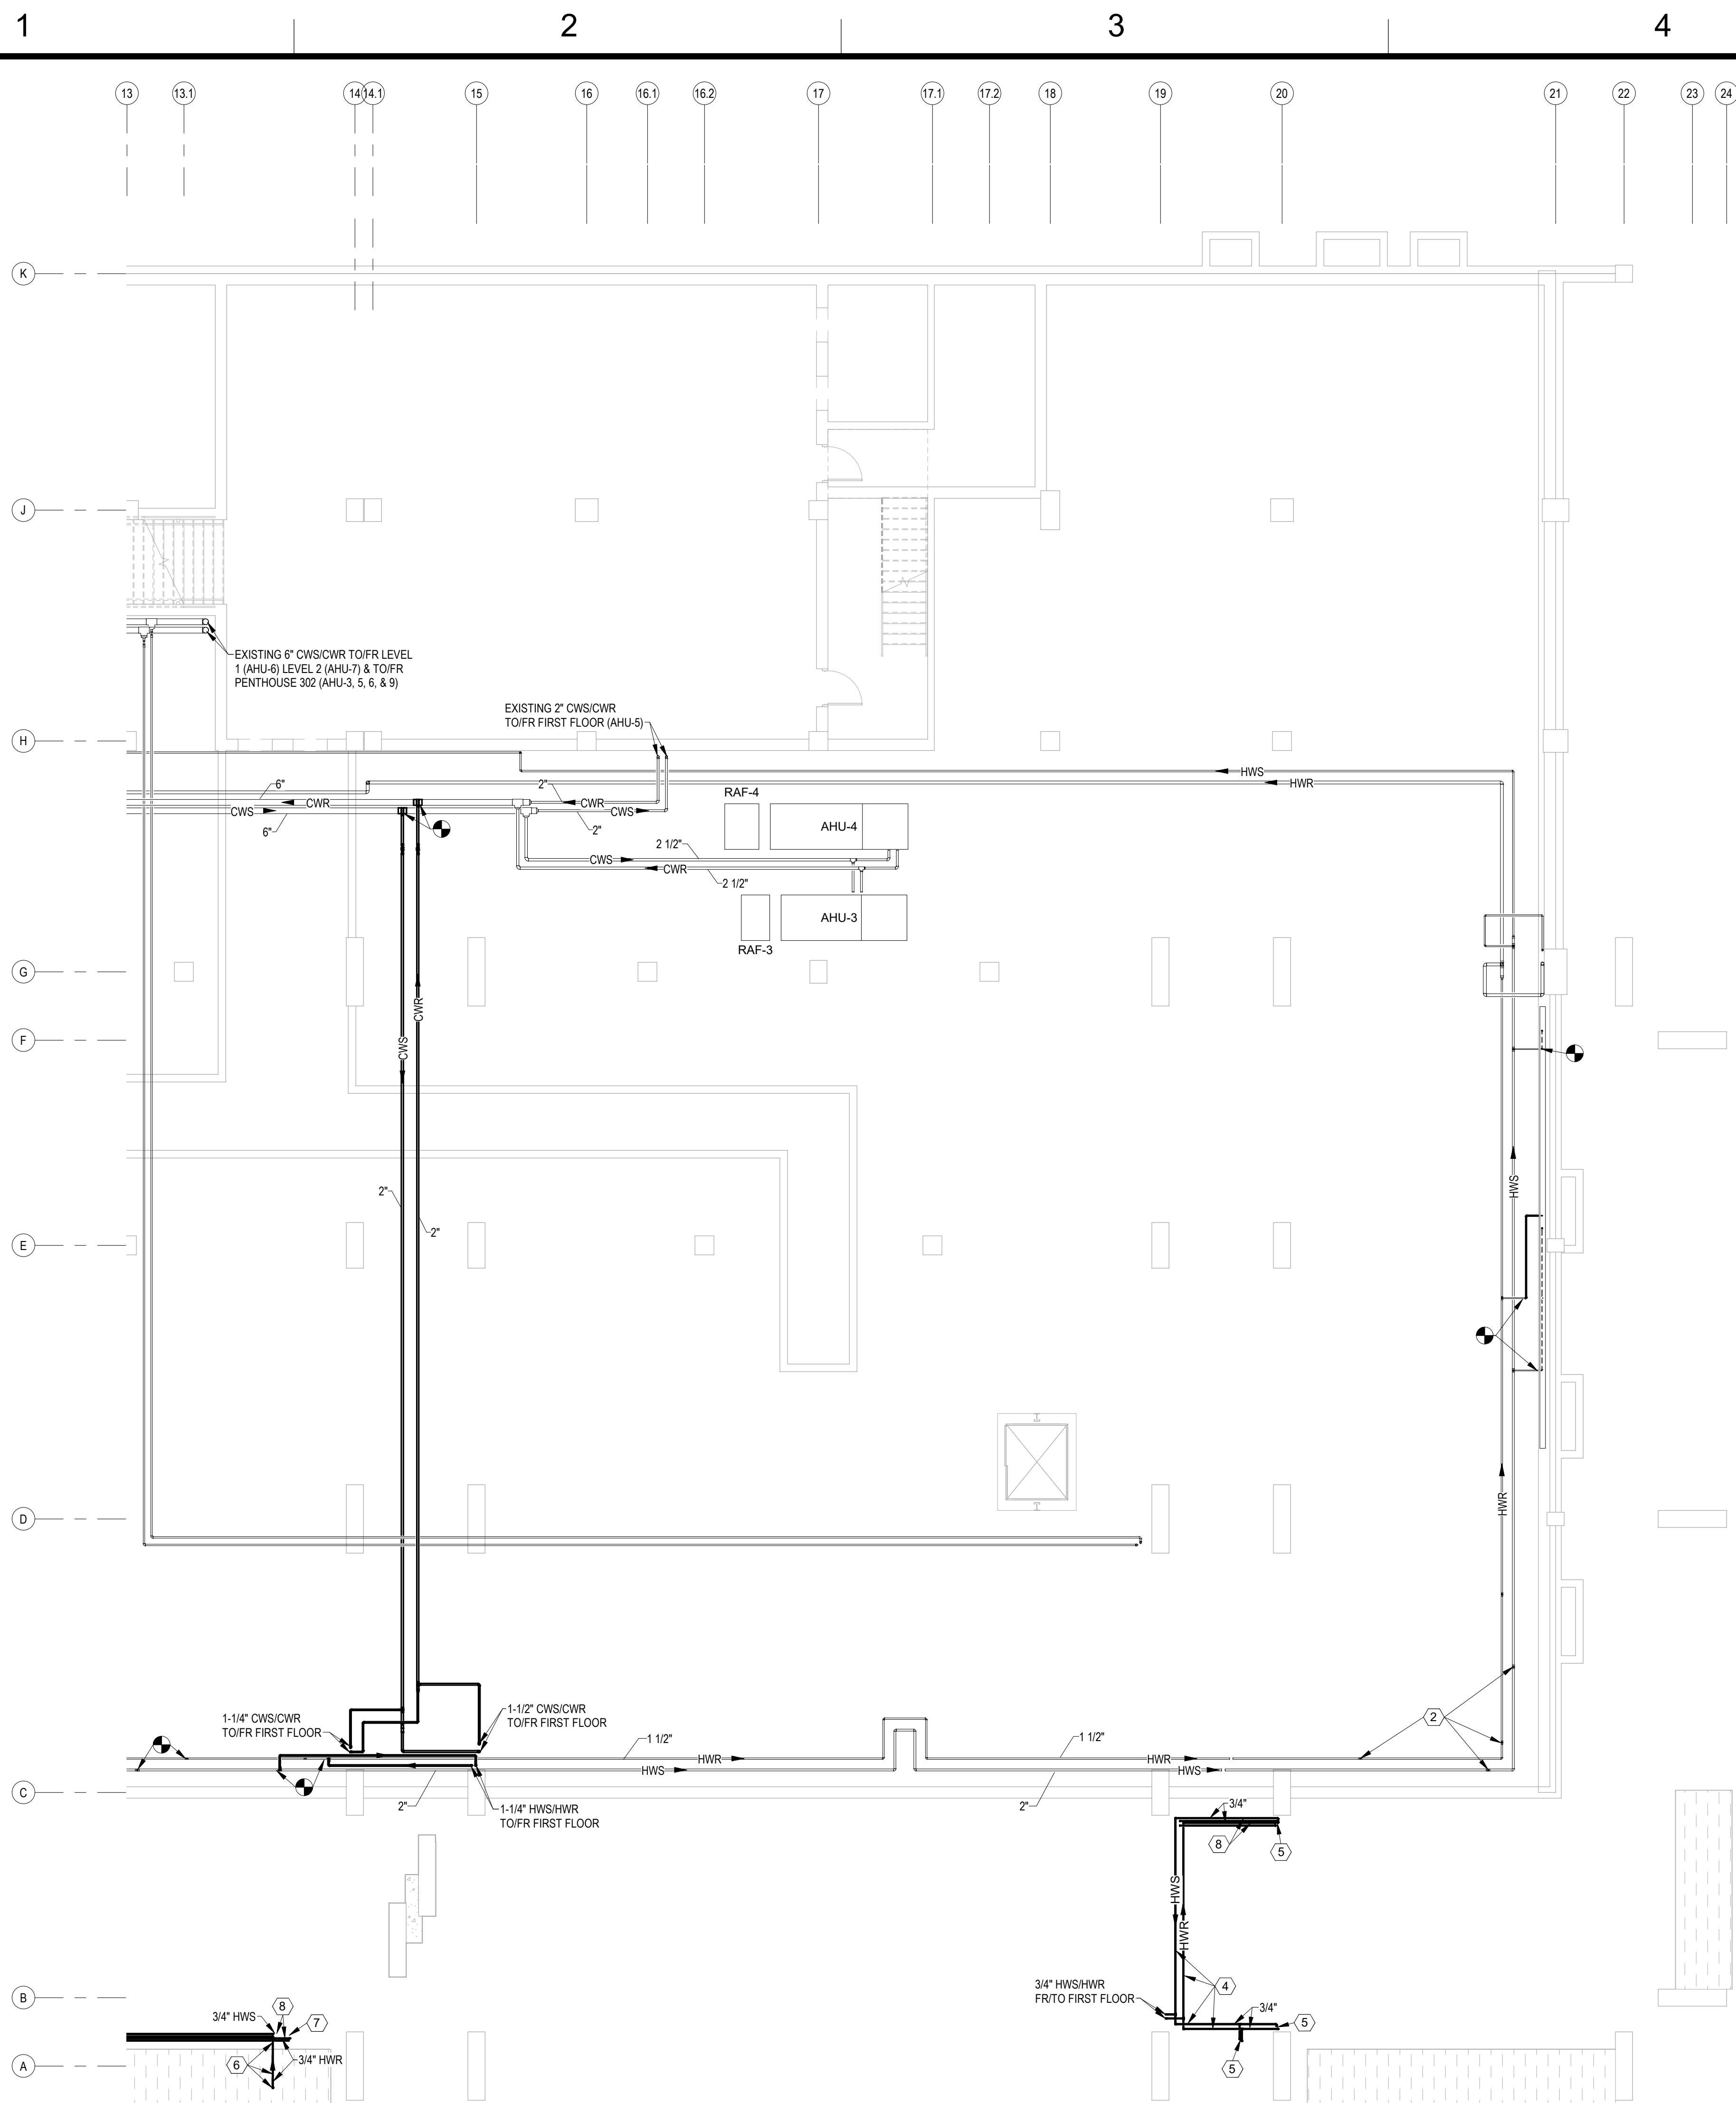 1
2
3
4
13
13.1
14
14.1
15
16
16.1
16.2
17
17.1
17.2
18
19
20
21
22
23
24
K
J
EXISTING 6" CWS/CWR TO/FR LEVEL
1 (AHU-6) LEVEL 2 (AHU-7) & TO/FR
PENTHOUSE 302 (AHU-3, 5, 6, & 9)
EXISTING 2" CWS/CWR
TO/FR FIRST FLOOR (AHU-5)
H
HWS
HWR
6"
2"
RAF-4
CWR
CWR
CWS
CWS
6"
2"
AHU-4
2 1/2"
CWS
CWR
2 1/2"
AHU-3
RAF-3
G
CWR
F
CWS
HWS
2"
2"
E
HWR
D
1-1/4" CWS/CWR
TO/FR FIRST FLOOR
1-1/2" CWS/CWR
TO/FR FIRST FLOOR
2
1 1/2"
1 1/2"
HWR
HWR
HWS
HWS
C
2"
1-1/4" HWS/HWR
TO/FR FIRST FLOOR
2"
3/4"
8
5
HWS
HWR
4
3/4" HWS/HWR
FR/TO FIRST FLOOR
B
3/4"
8
3/4" HWS
7
5
6
3/4" HWR
5
A